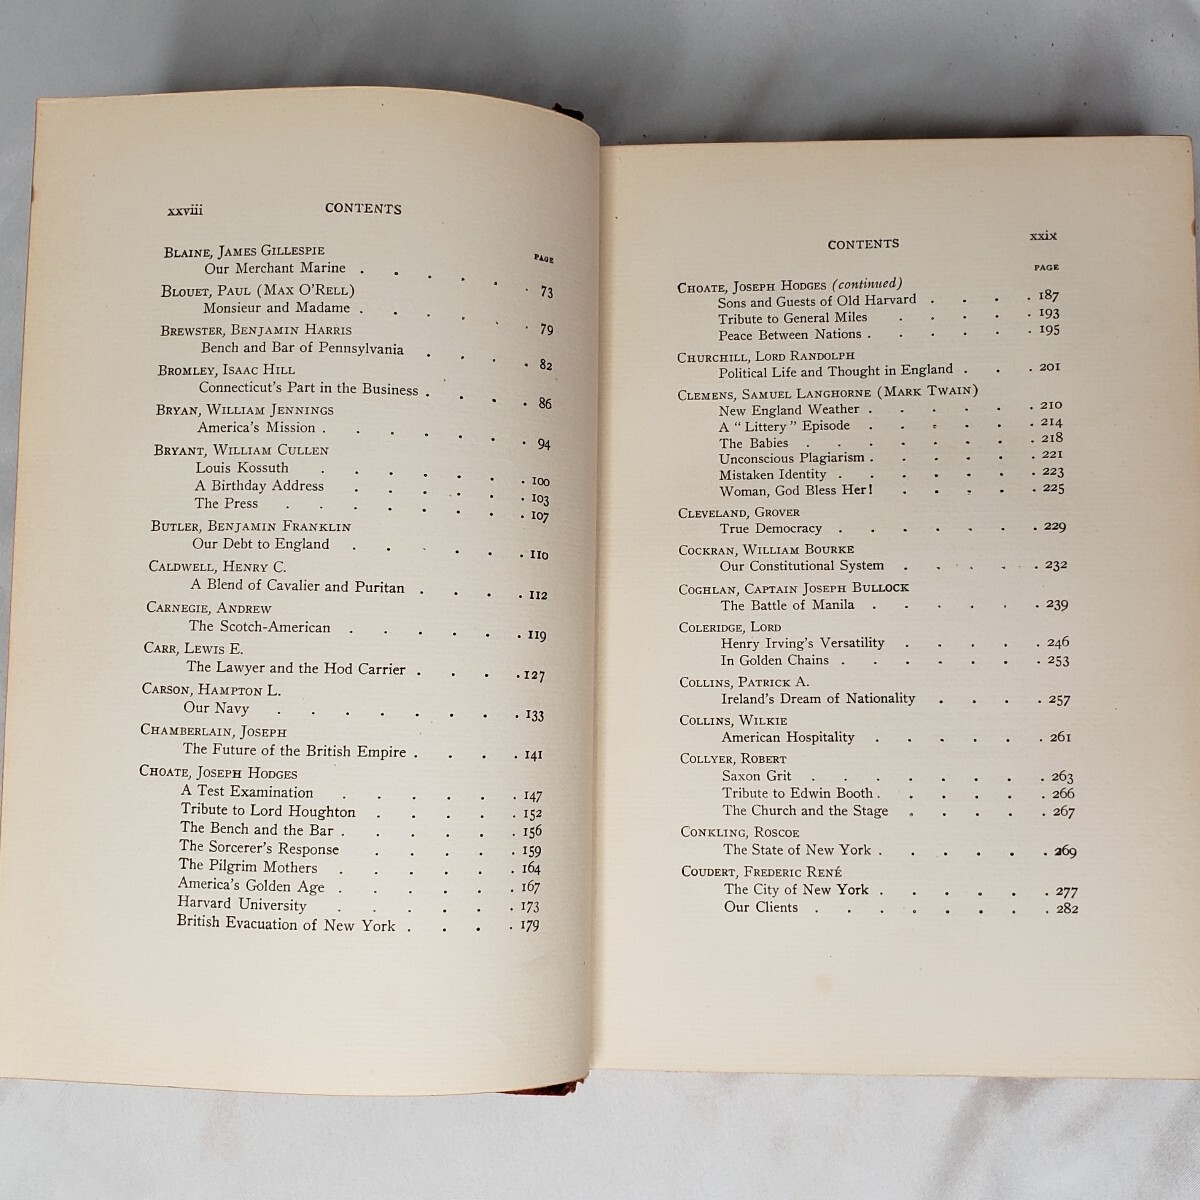 xxviii CONTENTS
PAGE
BLAINE, JAMES GILLESPIE
Our Merchant Marine . . . . . . 73
BLOUET, PAUL (MAX O'RELL)
Monsieur and Madame . . . . . . 79
BREWSTER, BENJAMIN HARRIS
Bench and Bar of Pennsylvania . . . . 82
BROMLEY, ISAAC HILL
Connecticut's Part in the Business . . . . 86
BRYAN, WILLIAM JENNINGS
America's Mission . . . . . . . 94
BRYANT, WILLIAM CULLEN
Louis Kossuth . . . . . . . 100
A Birthday Address . . . . . . 103
The Press . . . . . . . . 107
BUTLER, BENJAMIN FRANKLIN
Our Debt to England . . . . . . 110
CALDWELL, HENRY C.
A Blend of Cavalier and Puritan . . . . 112
CARNEGIE, ANDREW
The Scotch-American . . . . . . 119
CARR, LEWIS E.
The Lawyer and the Hod Carrier . . . . 127
CARSON, HAMPTON L.
Our Navy . . . . . . . . 133
CHAMBERLAIN, JOSEPH
The Future of the British Empire . . . . 141
CHOATE, JOSEPH HODGES
A Test Examination . . . . . 147
Tribute to Lord Houghton . . . . . 152
The Bench and the Bar . . . . . . 156
The Sorcerer's Response . . . . . 159
The Pilgrim Mothers . . . . . . 164
America's Golden Age . . . . . . 167
Harvard University . . . . . . 173
British Evacuation of New York . . . . 179
CONTENTS xxix
PAGE
CHOATE, JOSEPH HODGES (continued)
Sons and Guests of Old Harvard . . . . 187
Tribute to General Miles . . . . . 193
Peace Between Nations . . . . . . 195
CHURCHILL, LORD RANDOLPH
Political Life and Thought in England . . . 201
CLEMENS, SAMUEL LANGHORNE (MARK TWAIN)
New England Weather . . . . . . 210
A "Littery" Episode . . . . . . 214
The Babies . . . . . . . . 218
Unconscious Plagiarism . . . . . . 221
Mistaken Identity . . . . . . . 223
Woman, God Bless Her! . . . . . 225
CLEVELAND, GROVER
True Democracy . . . . . . . 229
COCKRAN, WILLIAM BOURKE
Our Constitutional System . . . . . 232
COGHLAN, CAPTAIN JOSEPH BULLOCK
The Battle of Manila . . . . . . 239
COLERIDGE, LORD
Henry Irving's Versatility . . . . . 246
In Golden Chains . . . . . . . 253
COLLINS, PATRICK A.
Ireland's Dream of Nationality . . . . 257
COLLINS, WILKIE
American Hospitality . . . . . . 261
COLLYER, ROBERT
Saxon Grit . . . . . . . . 263
Tribute to Edwin Booth . . . . . . 266
The Church and the Stage . . . . . 267
CONKLING, ROSCOE
The State of New York . . . . . . 269
COUDERT, FREDERIC RENÉ
The City of New York . . . . . . 277
Our Clients . . . . . . . . 282